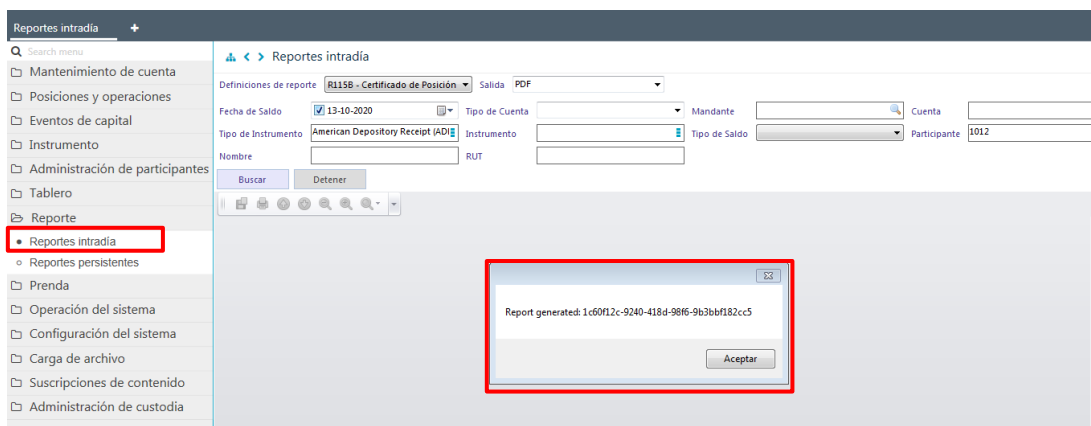 Reportes intradía +
Search menu
Mantenimiento de cuenta
Posiciones y operaciones
Eventos de capital
Instrumento
Administración de participantes
Tablero
Reporte
Reportes intradía
Reportes persistentes
Prenda
Operación del sistema
Configuración del sistema
Carga de archivo
Suscripciones de contenido
Administración de custodia
< > Reportes intradía
Definiciones de reporte R115B - Certificado de Posición Salida PDF
Fecha de Saldo 13-10-2020 Tipo de Cuenta Mandante Cuenta
Tipo de Instrumento American Depository Receipt (ADI Instrumento Tipo de Saldo Participante 1012
Nombre RUT
Buscar Detener
Report generated: 1c60f12c-9240-418d-98f6-9b3bbf182cc5
Aceptar